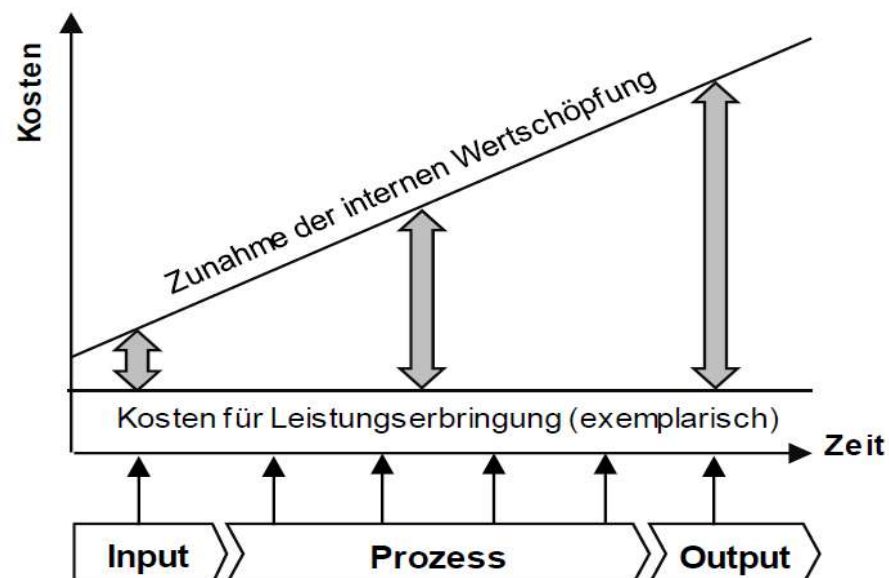 Kosten
Zunahme der internen Wertschöpfung
Kosten für Leistungserbringung (exemplarisch)
Zeit
Input
Prozess
Output